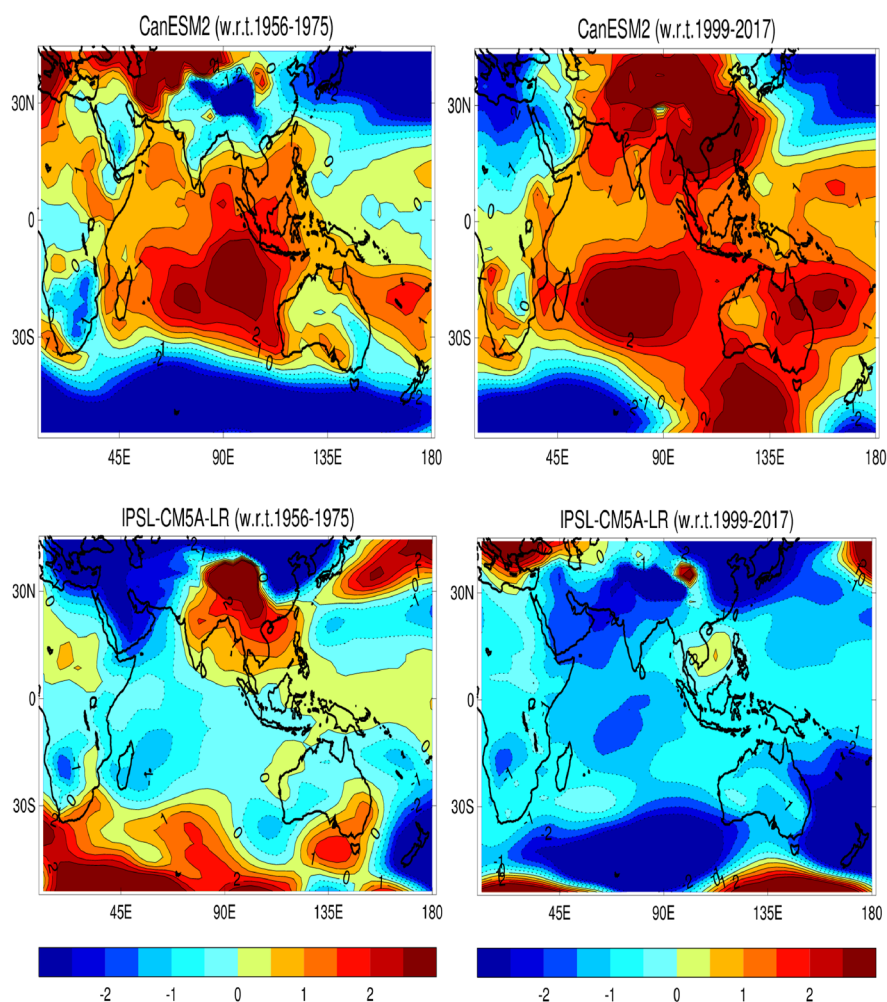 CanESM2 (w.r.t.1956-1975)
CanESM2 (w.r.t.1999-2017)
30N
0
30S
45E 90E 135E 180
30N
0
30S
45E 90E 135E 180
IPSL-CM5A-LR (w.r.t.1956-1975)
IPSL-CM5A-LR (w.r.t.1999-2017)
30N
0
30S
45E 90E 135E 180
30N
0
30S
45E 90E 135E 180
-2 -1 0 1 2
-2 -1 0 1 2